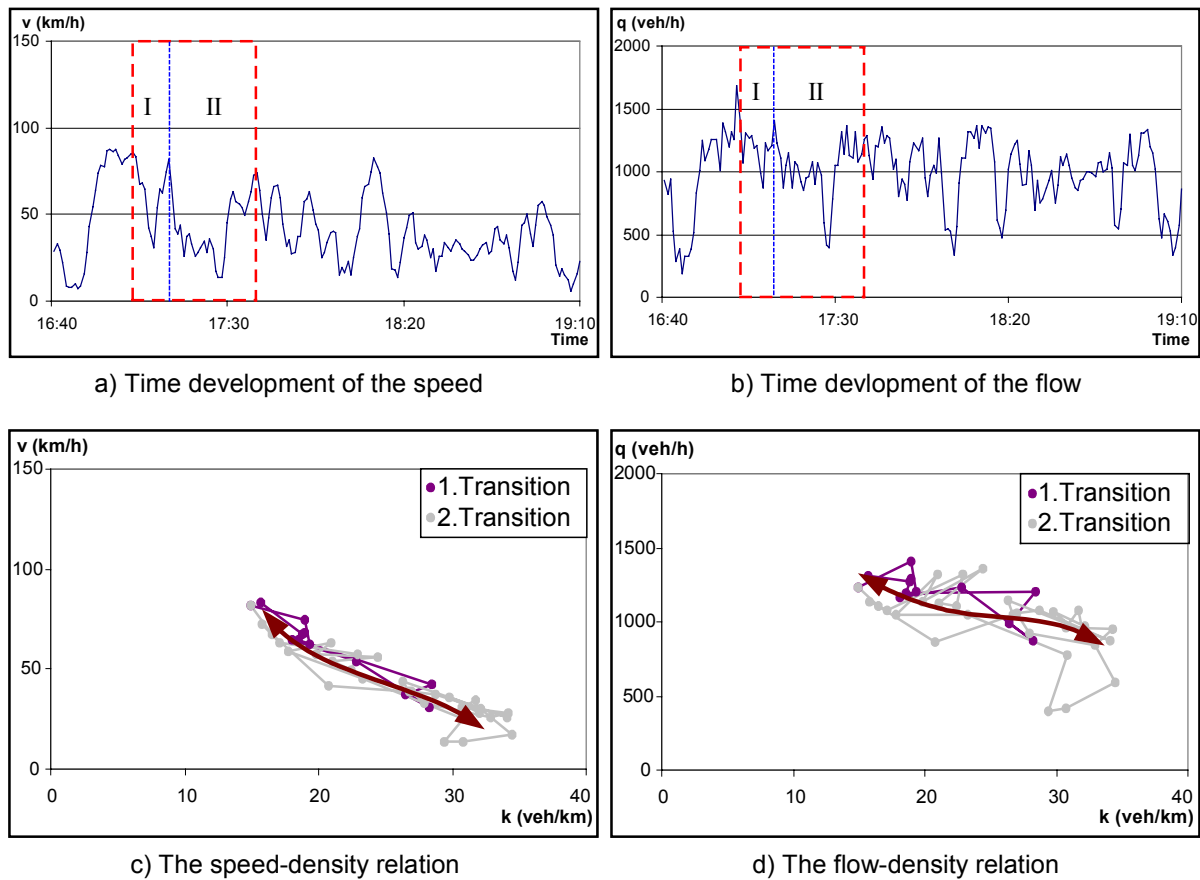 v (km/h)
150
100
50
0
I
II
16:40
17:30
18:20
19:10
Time
a) Time development of the speed
q (veh/h)
2000
1500
1000
500
0
I
II
16:40
17:30
18:20
19:10
Time
b) Time devlopment of the flow
v (km/h)
150
100
50
0
1.Transition
2.Transition
0
10
20
30
40
k (veh/km)
c) The speed-density relation
q (veh/h)
2000
1500
1000
500
0
1.Transition
2.Transition
0
10
20
30
40
k (veh/km)
d) The flow-density relation